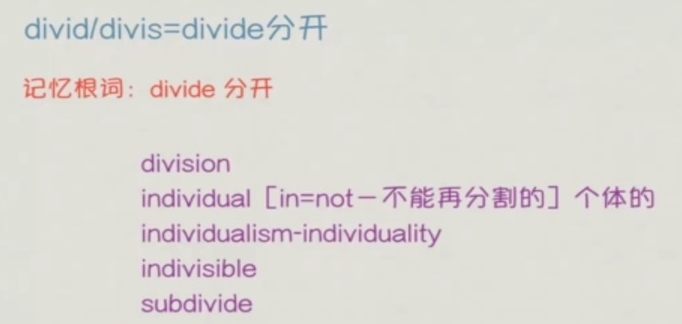 divid/divis=divide分开
记忆根词：divide 分开
division
individual［in=not－不能再分割的］个体的
individualism-individuality
indivisible
subdivide